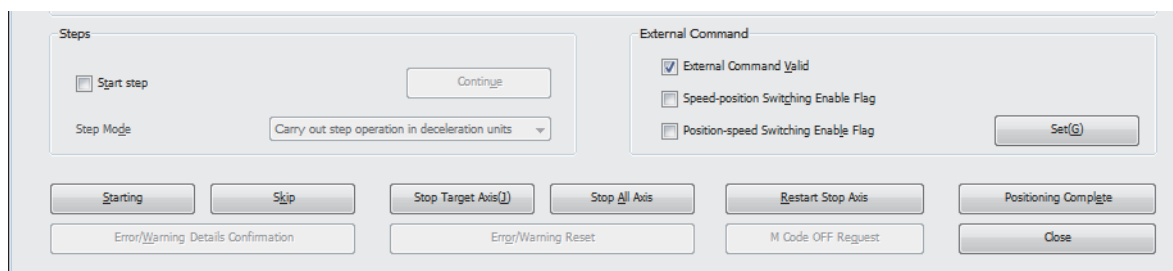 Steps
Start step
Continue
Step Mode
Carry out step operation in deceleration units
External Command
External Command Valid
Speed-position Switching Enable Flag
Position-speed Switching Enable Flag
Set(G)
Starting
Skip
Stop Target Axis(J)
Stop All Axis
Restart Stop Axis
Positioning Complete
Error/Warning Details Confirmation
Error/Warning Reset
M Code OFF Request
Close